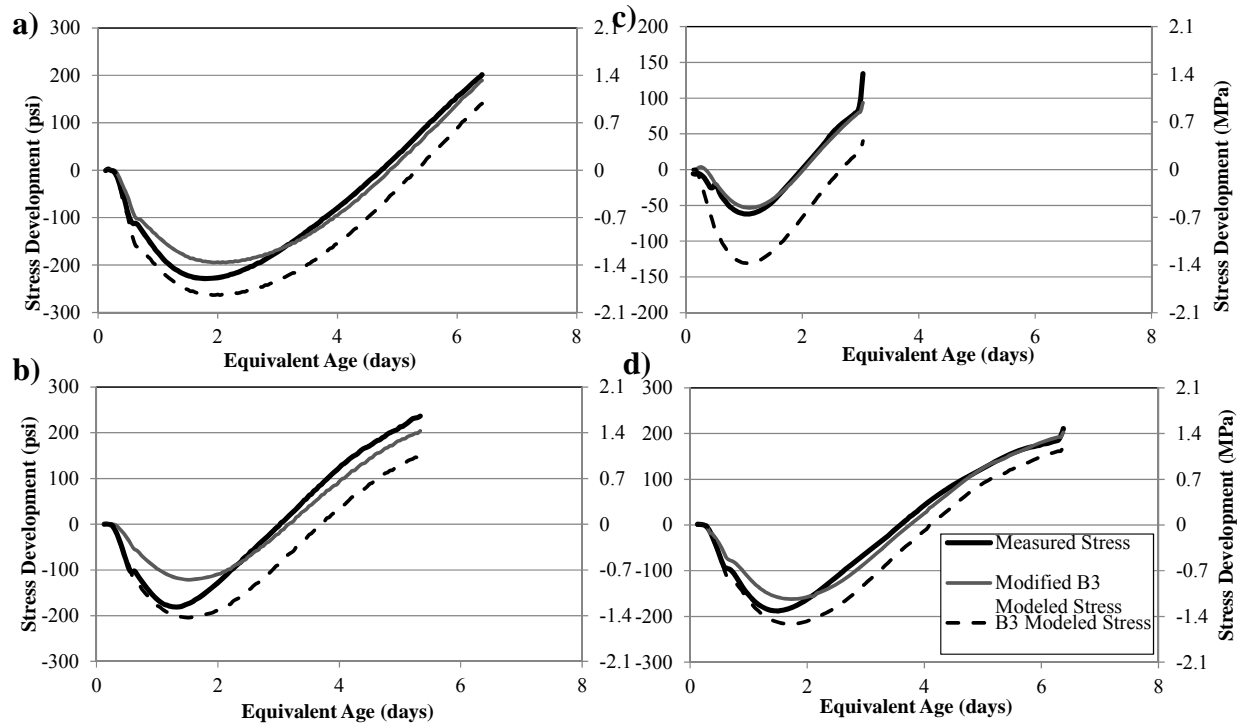 a)
300
200
100
0
-100
-200
-300
2.1
1.4
0.7
0
-0.7
-1.4
-2.1
0 2 4 6 8
Stress Development (psi)
Equivalent Age (days)
c)
200
150
100
50
0
-50
-100
-150
200
2.1
1.4
0.7
0
-0.7
-1.4
-2.1
0 2 4 6 8
Stress Development (MPa)
Equivalent Age (days)
b)
300
200
100
0
-100
-200
-300
2.1
1.4
0.7
0
-0.7
-1.4
-2.1
0 2 4 6 8
Stress Development (psi)
Equivalent Age (days)
d)
300
200
100
0
-100
-200
-300
2.1
1.4
0.7
0
-0.7
-1.4
-2.1
0 2 4 6 8
Stress Development (MPa)
Equivalent Age (days)
Measured Stress
Modified B3
Modeled Stress
B3 Modeled Stress